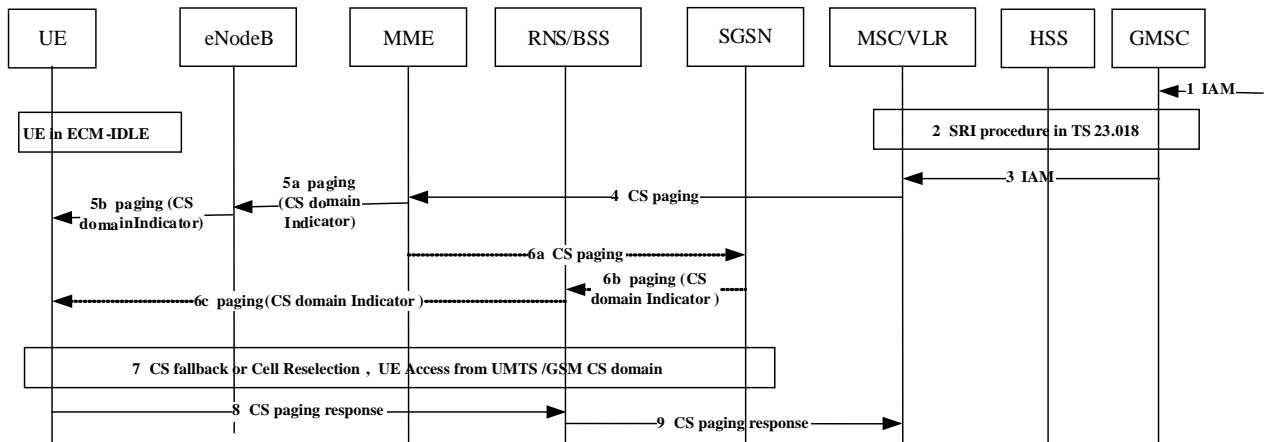 UE
eNodeB
MME
RNS/BSS
SGSN
MSC/VLR
HSS
GMSC
1 IAM
UE in ECM-IDLE
2 SRI procedure in TS 23.018
3 IAM
4 CS paging
5a paging
(CS domain
Indicator)
5b paging (CS
domainIndicator)
6a CS paging
6b paging (CS
domain Indicator )
6c paging (CS domain Indicator )
7 CS fallback or Cell Reselection , UE Access from UMTS /GSM CS domain
8 CS paging response
9 CS paging response